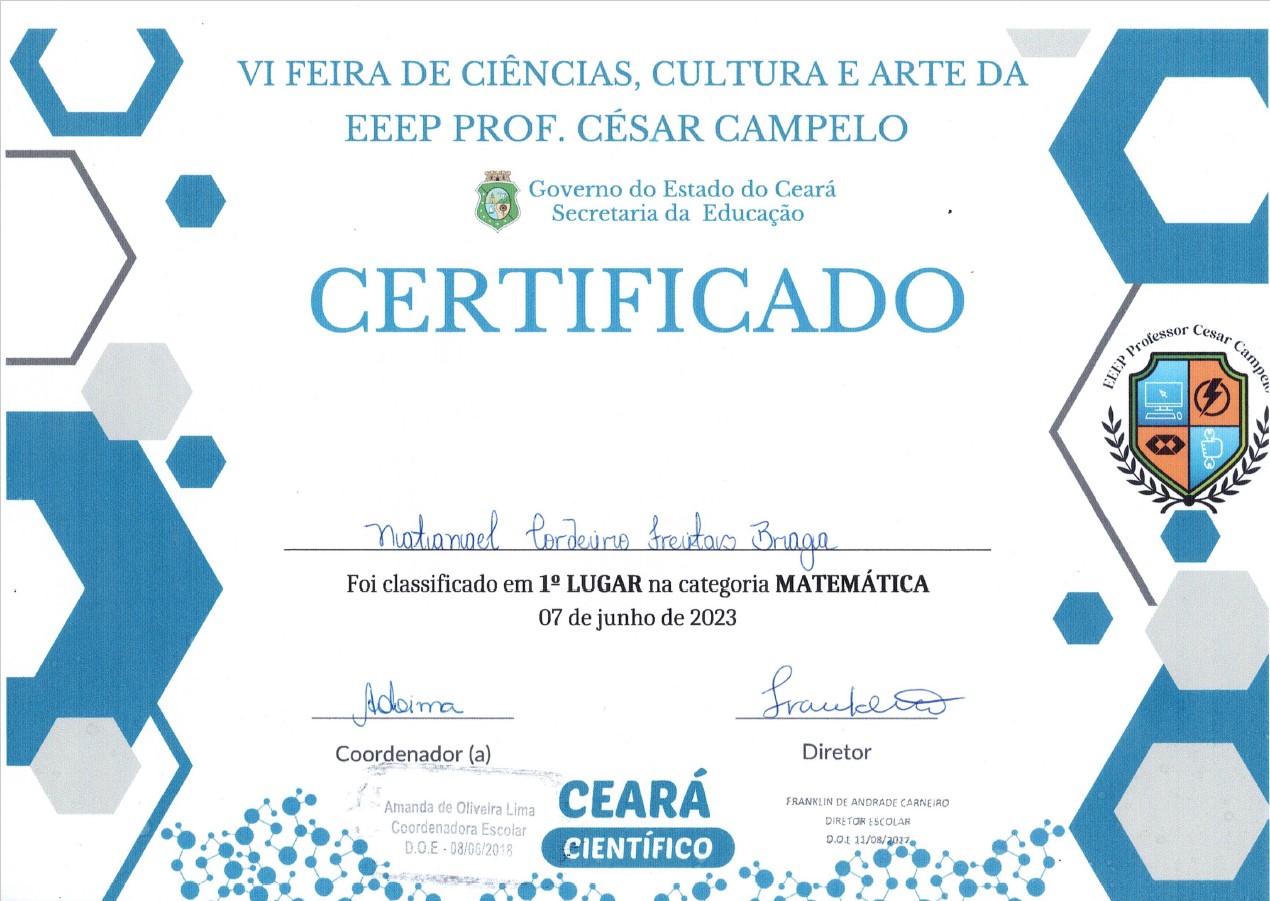 VI FEIRA DE CIÊNCIAS, CULTURA E ARTE DA
EEEP PROF. CÉSAR CAMPELO
Governo do Estado do Ceará
Secretaria da Educação
CERTIFICADO
EEEP Professor Cesar Campelo
Natanael Cordeiro Freitas Braga
Foi classificado em 1º LUGAR na categoria MATEMÁTICA
07 de junho de 2023
Coordenador (a)
Diretor
Amanda de Oliveira Lima
Coordenadora Escolar
D.O.E - 08/06/2018
CEARÁ
CIENTÍFICO
FRANKLIN DE ANDRADE CARNEIRO
DIRETOR ESCOLAR
D.O.E 11/08/2017